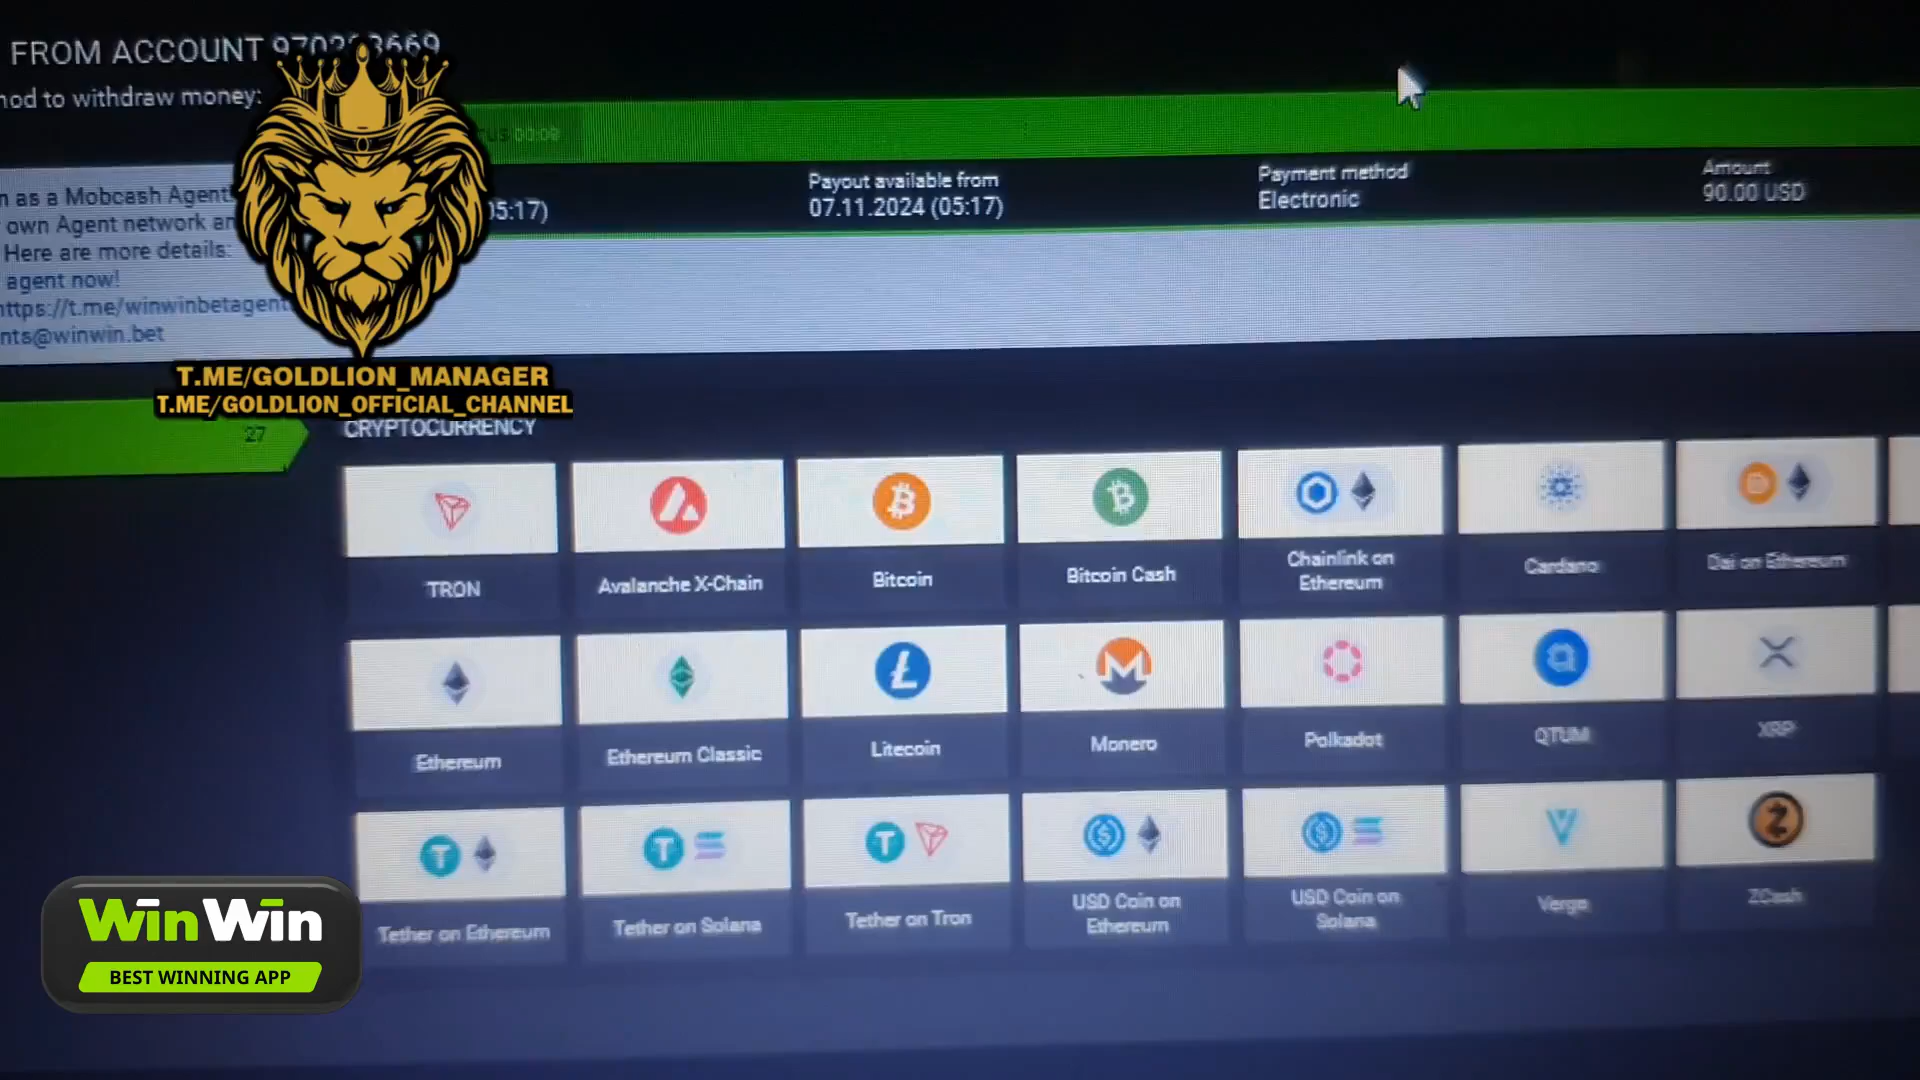 FROM ACCOUNT
to withdraw money:
00:09
as a Mobcash Agent
own Agent network
Here are more details:
agent now!
https://t.me/winwinbetagent
@winwin.bet
05:17)
Payout available from
07.11.2024 (05:17)
Payment method
Electronic
Amount
90.00 USD
T.ME/GOLDLION_MANAGER
T.ME/GOLDLION_OFFICIAL_CHANNEL
27
CRYPTOCURRENCY
TRON
Avalanche X-Chain
Bitcoin
Bitcoin Cash
Chainlink on
Ethereum
Cardano
Dai on Ethereum
Ethereum
Ethereum Classic
Litecoin
Monero
Polkadot
QTUM
XRP
Tether on Ethereum
Tether on Solana
Tether on Tron
USD Coin on
Ethereum
USD Coin on
Solana
Verge
ZCash
WinWin
BEST WINNING APP